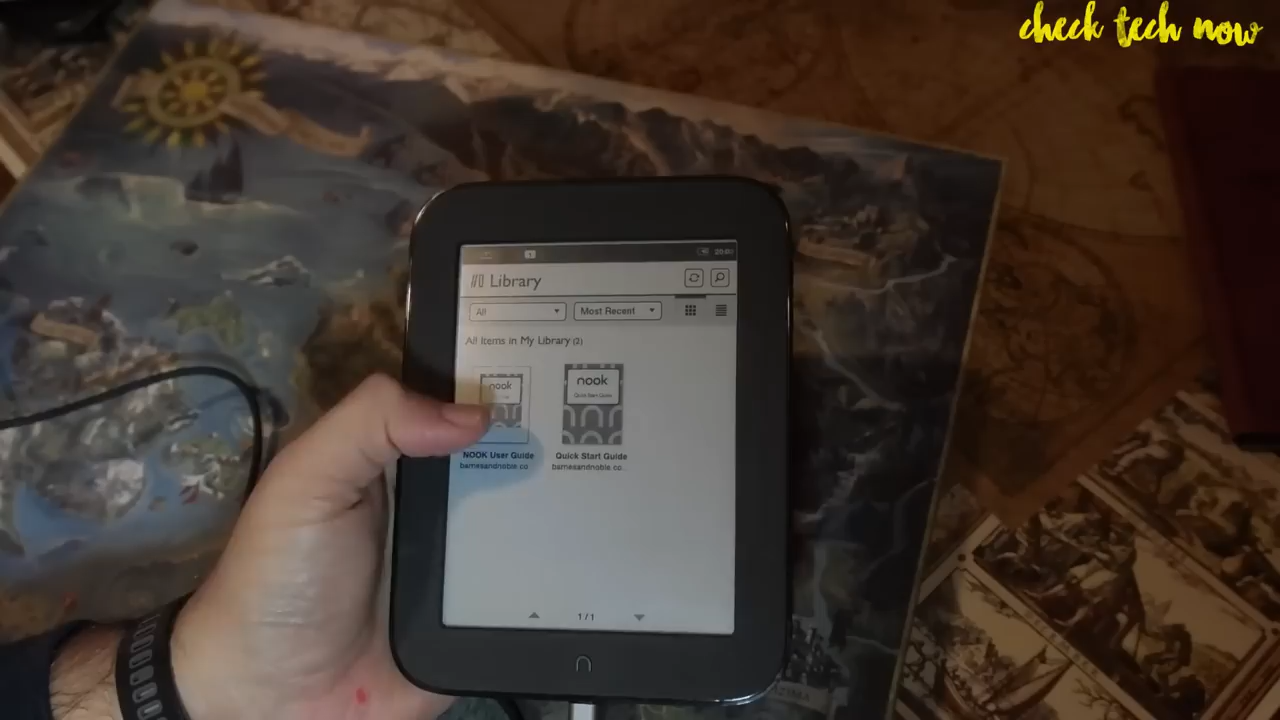 check tech now
Library
All
Most Recent
All Items in My Library (2)
nook
nook
Quick Start Guide
NOOK User Guide
Quick Start Guide
barnesandnoble.co
barnesandnoble.co..
1/1